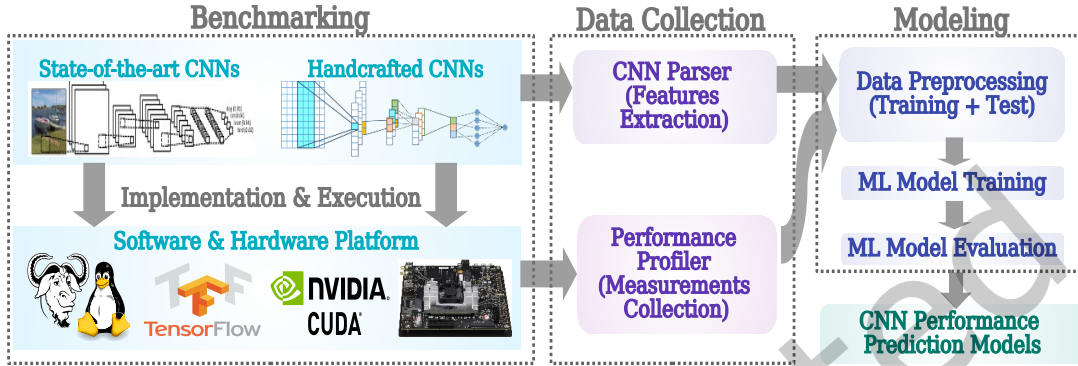 Benchmarking
State-of-the-art CNNs
Handcrafted CNNs
Implementation & Execution
Software & Hardware Platform
TensorFlow
NVIDIA.
CUDA
Data Collection
CNN Parser
(Features
Extraction)
Performance
Profiler
(Measurements
Collection)
Modeling
Data Preprocessing
(Training + Test)
ML Model Training
ML Model Evaluation
CNN Performance
Prediction Models
ted